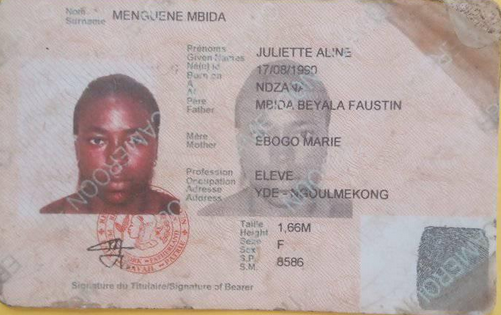 Nom/ MENGUENE MBIDA
Surname
Prénoms JULIETTE ALINE
Given Names
Né(e) le 17/08/1990
Born on
A NDZANA
At
Père MBIDA BEYALA FAUSTIN
Father
Mère EBOGO MARIE
Mother
Profession ELEVE
Occupation
Adresse YDE - NGOULMEKONG
Address
Taille 1,66M
Height
Sexe F
Sex
S.P. 8586
S.M.
Signature du Titulaire/Signature of Bearer
CAMEROON